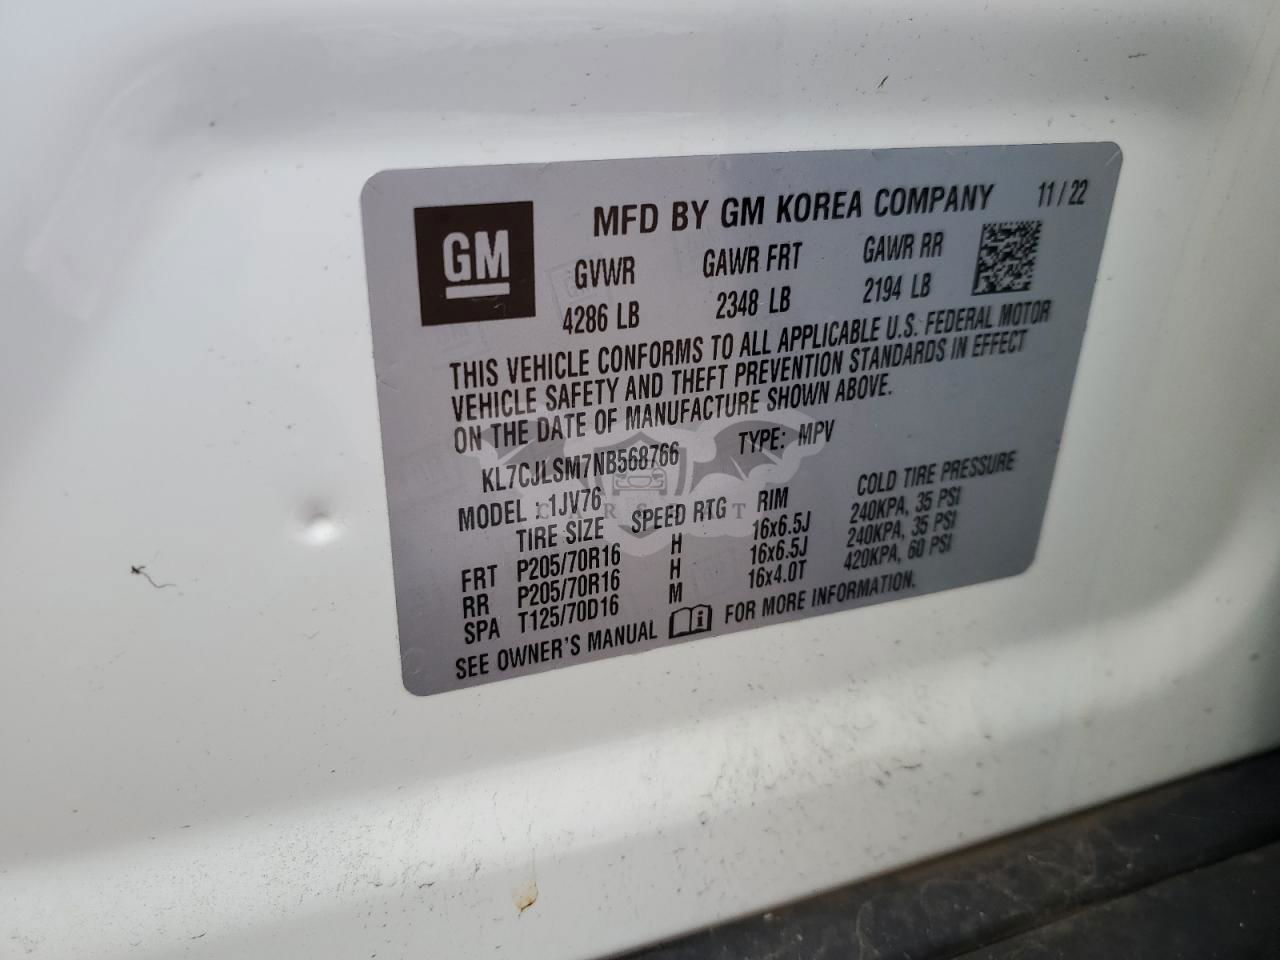 GM
MFD BY GM KOREA COMPANY 11/22
GVWR GAWR FRT GAWR RR
4286 LB 2348 LB 2194 LB
THIS VEHICLE CONFORMS TO ALL APPLICABLE U.S. FEDERAL MOTOR
VEHICLE SAFETY AND THEFT PREVENTION STANDARDS IN EFFECT
ON THE DATE OF MANUFACTURE SHOWN ABOVE.
KL7CJLSM7NB568766 TYPE: MPV
MODEL : 1JV76
TIRE SIZE SPEED RTG RIM COLD TIRE PRESSURE
FRT P205/70R16 H 16x6.5J 240KPA, 35 PSI
RR P205/70R16 H 16x6.5J 240KPA, 35 PSI
SPA T125/70D16 M 16x4.0T 420KPA, 60 PSI
SEE OWNER'S MANUAL FOR MORE INFORMATION.